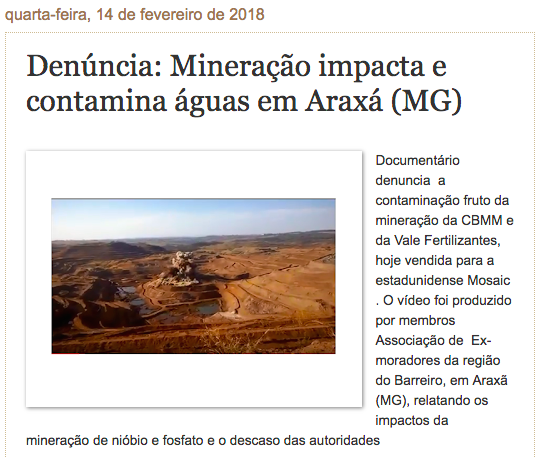 quarta-feira, 14 de fevereiro de 2018
Denúncia: Mineração impacta e
contamina águas em Araxá (MG)
Documentário
denuncia a
contaminação fruto da
mineração da CBMM e
da Vale Fertilizantes,
hoje vendida para a
estadunidense Mosaic
. O vídeo foi produzido
por membros
Associação de Ex-
moradores da região
do Barreiro, em Araxã
(MG), relatando os
impactos da
mineração de nióbio e fosfato e o descaso das autoridades